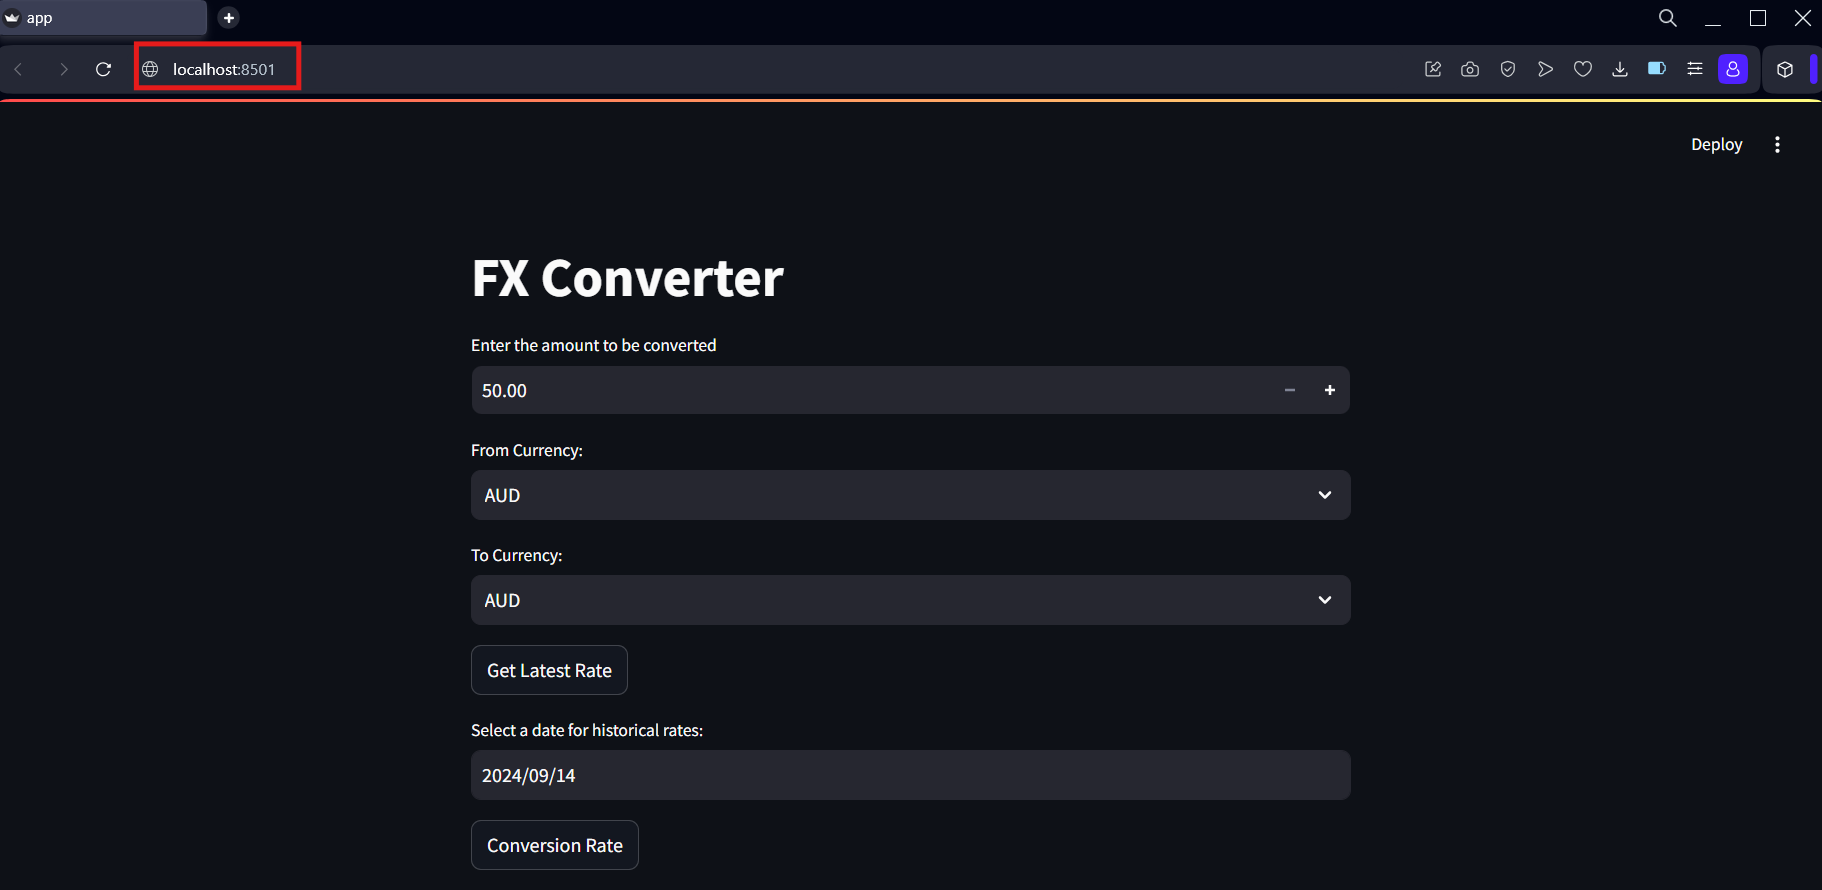 app
localhost:8501
Deploy
FX Converter
Enter the amount to be converted
50.00
From Currency:
AUD
To Currency:
AUD
Get Latest Rate
Select a date for historical rates:
2024/09/14
Conversion Rate